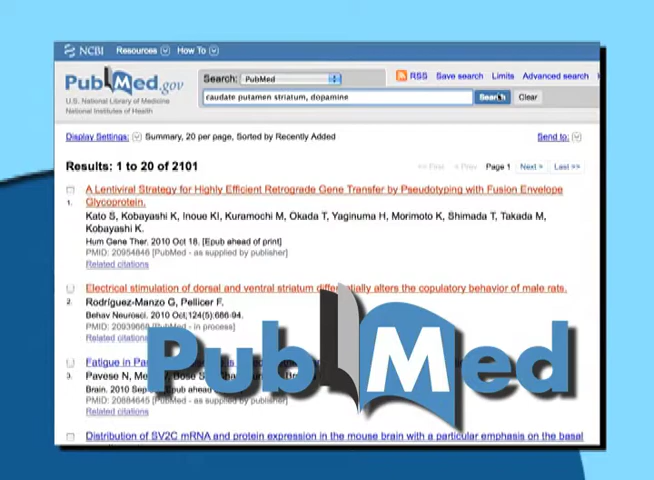 NCBI Resources How To
PubMed.gov
U.S. National Library of Medicine
National Institutes of Health
Search: PubMed
RSS Save search Limits Advanced search
caudate putamen striatum, dopamine
Search Clear
Display Settings: Summary, 20 per page, Sorted by Recently Added
Send to:
Results: 1 to 20 of 2101
<< First < Prev Page 1 Next > Last >>
A Lentiviral Strategy for Highly Efficient Retrograde Gene Transfer by Pseudotyping with Fusion Envelope
1. Glycoprotein.
Kato S, Kobayashi K, Inoue KI, Kuramochi M, Okada T, Yaginuma H, Morimoto K, Shimada T, Takada M,
Kobayashi K.
Hum Gene Ther. 2010 Oct 18. [Epub ahead of print]
PMID: 20954846 [PubMed - as supplied by publisher]
Related citations
Electrical stimulation of dorsal and ventral striatum differentially alters the copulatory behavior of male rats.
2. Rodríguez-Manzo G, Pellicer F.
Behav Neurosci. 2010 Oct;124(5):686-94.
PMID: in process]
Related citations
Fatigue in
3. Pavese N,
Brain. 2010 Sep Epub ahead
PMID: 20884645 [PubMed - as supplied by publisher]
Related citations
PubMed
Distribution of SV2C mRNA and protein expression in the mouse brain with a particular emphasis on the basal